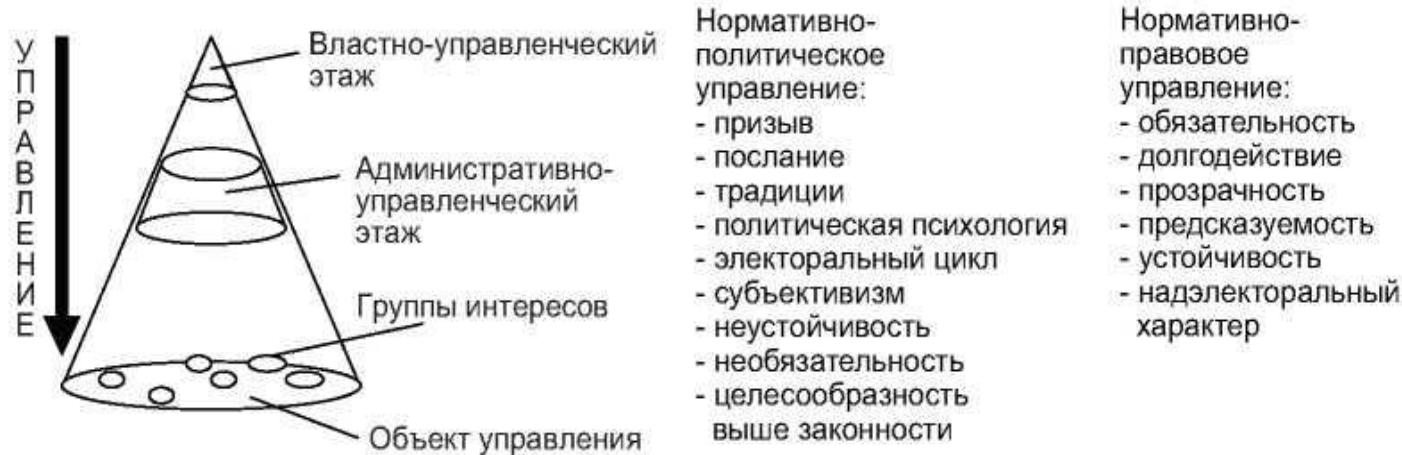 УПРАВЛЕНИЕ
Властно-управленческий
этаж
Административно-
управленческий
этаж
Группы интересов
Объект управления
Нормативно-
политическое
управление:
- призыв
- послание
- традиции
- политическая психология
- электоральный цикл
- субъективизм
- неустойчивость
- необязательность
- целесообразность
выше законности
Нормативно-
правовое
управление:
- обязательность
- долгодействие
- прозрачность
- предсказуемость
- устойчивость
- надэлекторальный
характер